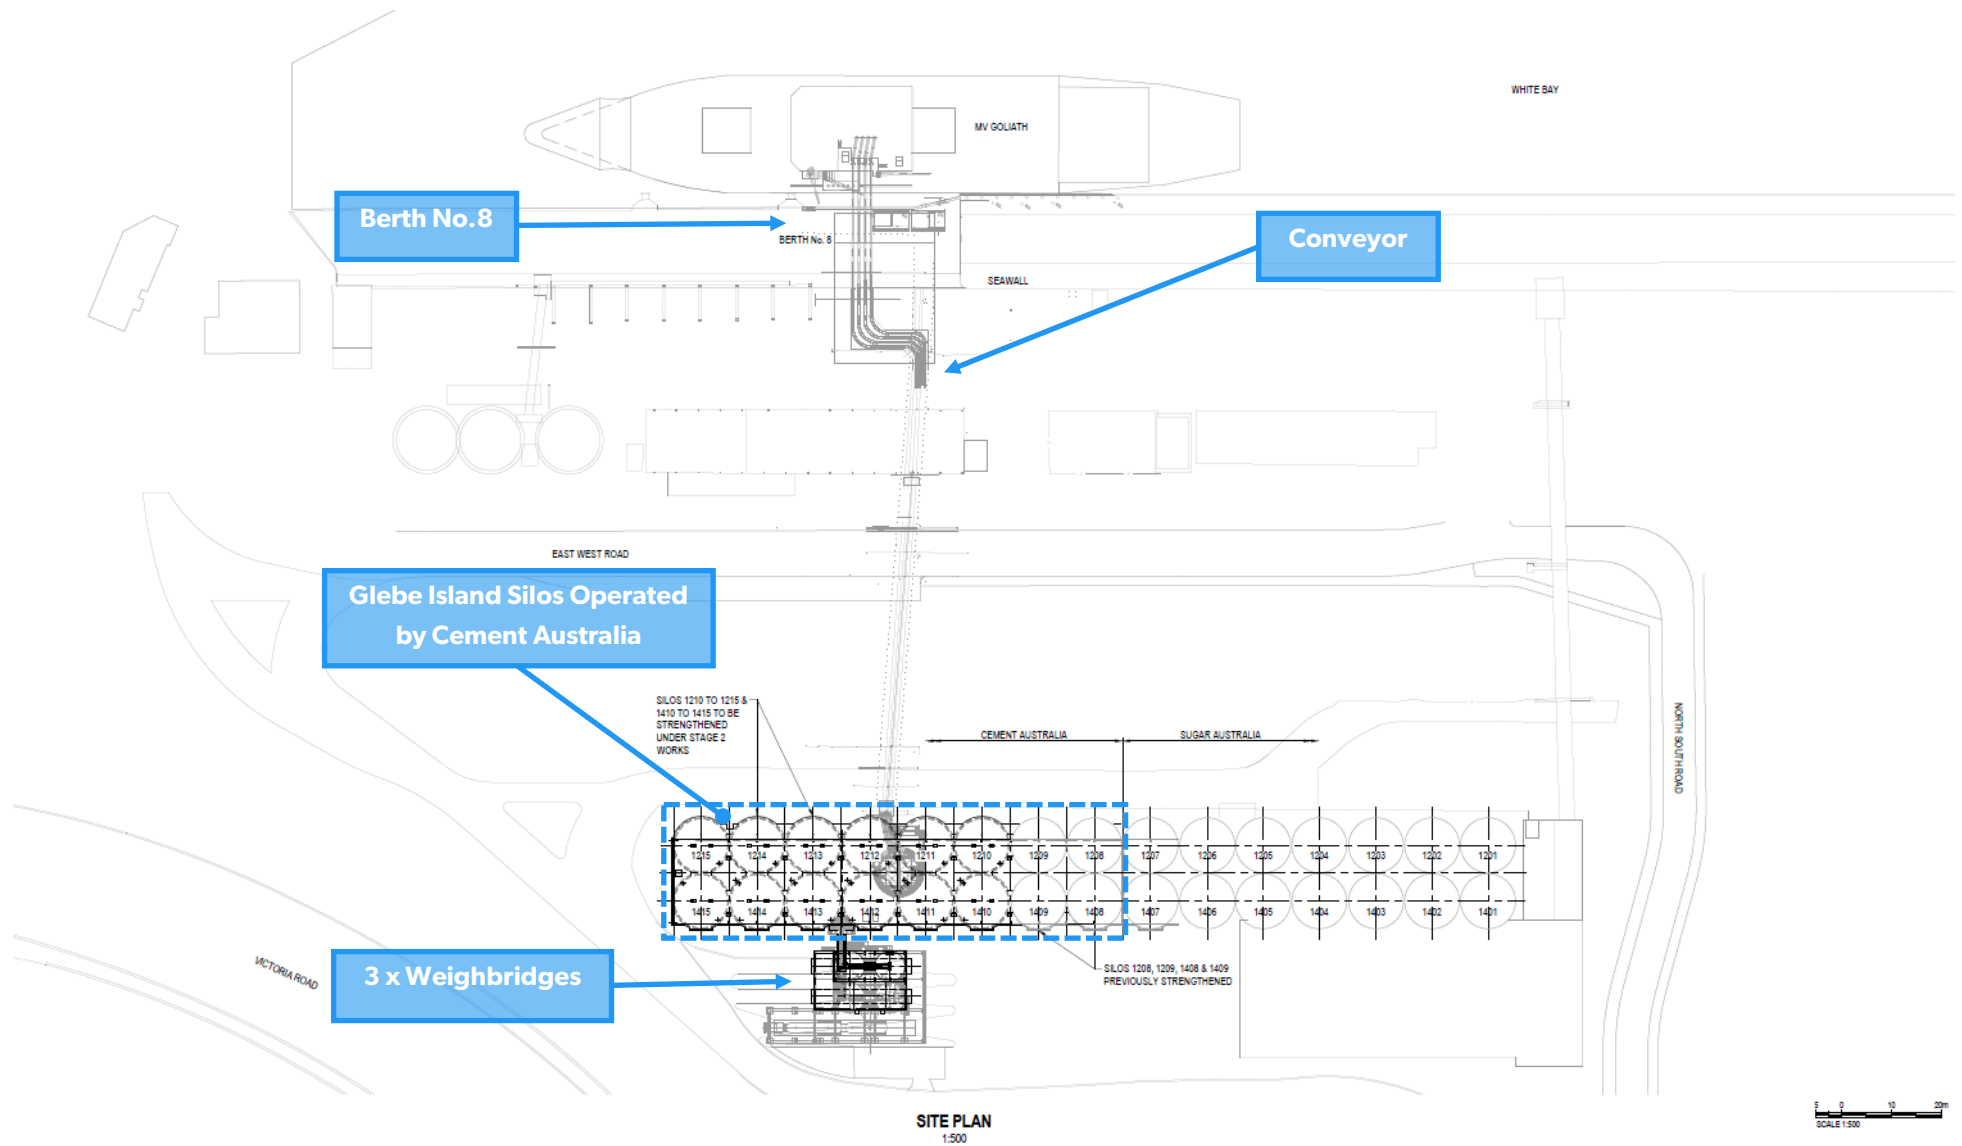 WHITE BAY
MV GOLIATH
Berth No.8
BERTH No. 8
Conveyor
SEAWALL
EAST WEST ROAD
Glebe Island Silos Operated
by Cement Australia
SILOS 1210 TO 1215 &
1410 TO 1415 TO BE
STRENGTHENED
UNDER STAGE 2
WORKS
CEMENT AUSTRALIA
SUGAR AUSTRALIA
NORTH SOUTH ROAD
1215 1214 1213 1212 1211 1210 1209 1208 1207 1206 1205 1204 1203 1202 1201
1415 1414 1413 1412 1411 1410 1409 1408 1407 1406 1405 1404 1403 1402 1401
VICTORIA ROAD
3 x Weighbridges
SILOS 1208, 1209, 1408 & 1409
PREVIOUSLY STRENGTHENED
SITE PLAN
1:500
5 0 10 20m
SCALE 1:500